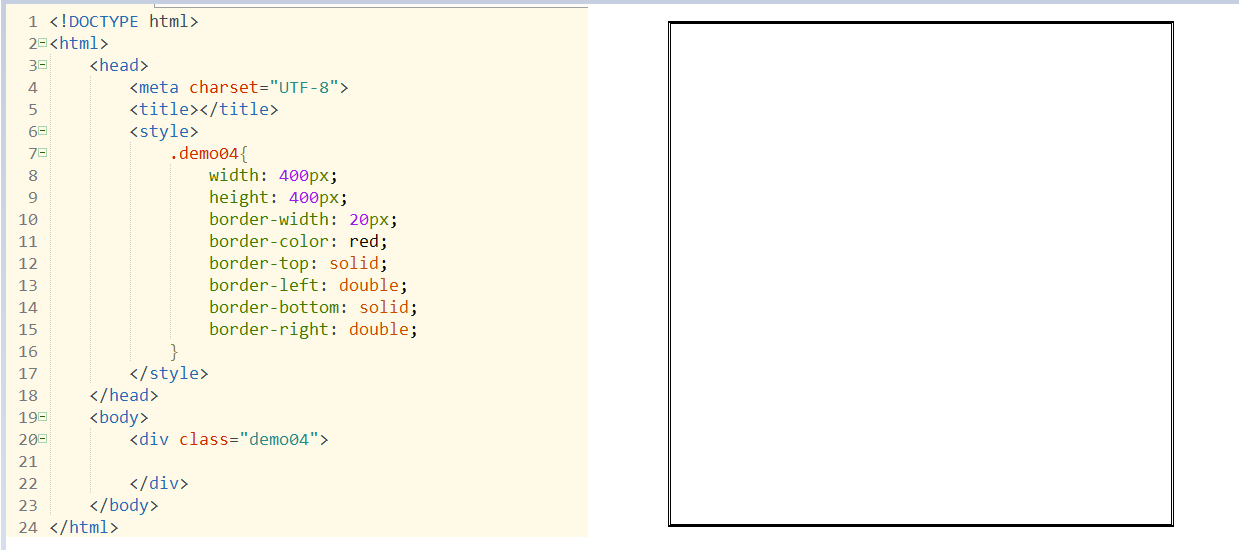 1 <!DOCTYPE html>
2 <html>
3     <head>
4         <meta charset="UTF-8">
5         <title></title>
6         <style>
7             .demo04{
8                 width: 400px;
9                 height: 400px;
10                 border-width: 20px;
11                 border-color: red;
12                 border-top: solid;
13                 border-left: double;
14                 border-bottom: solid;
15                 border-right: double;
16             }
17         </style>
18     </head>
19     <body>
20         <div class="demo04">
21
22         </div>
23     </body>
24 </html>